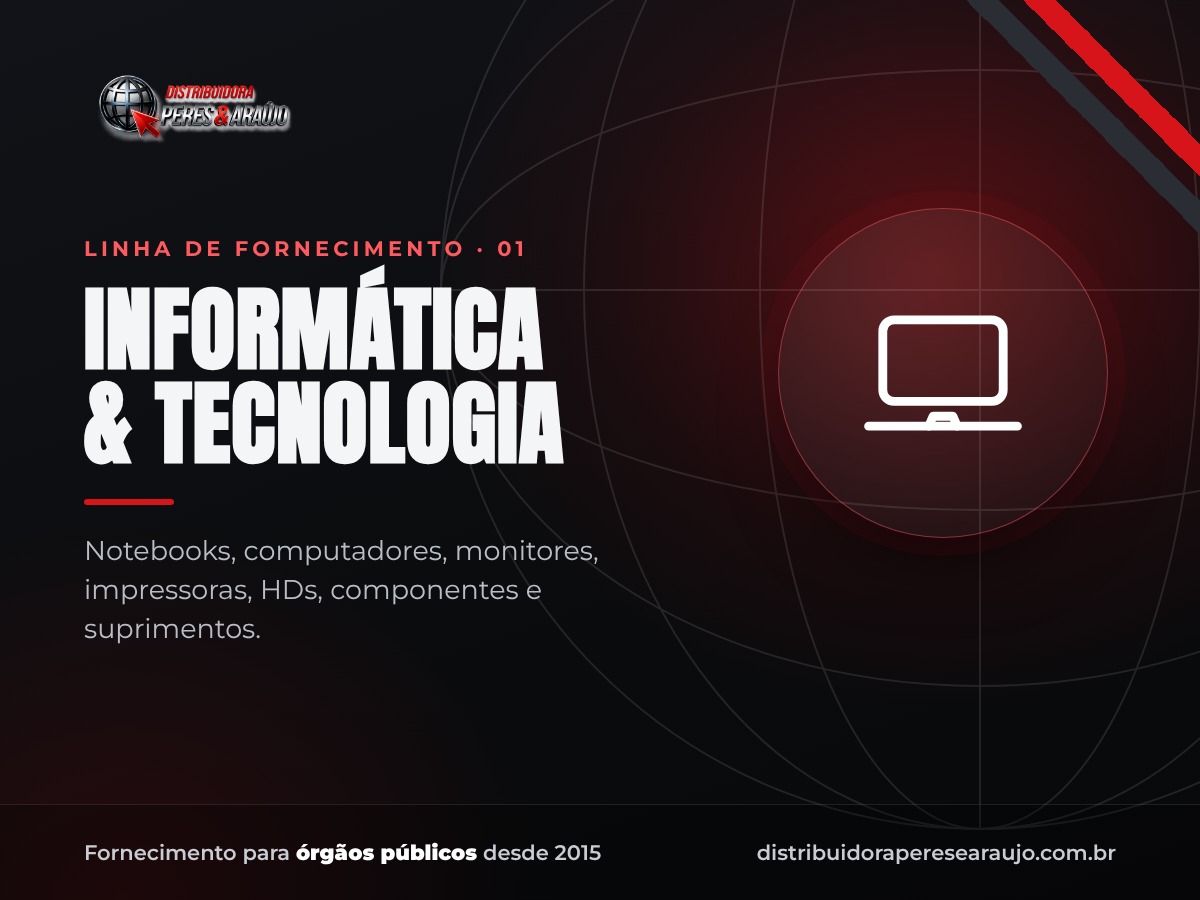 DISTRIBUIDORA
PERES & ARAÚJO
LINHA DE FORNECIMENTO · 01
INFORMÁTICA
& TECNOLOGIA
Notebooks, computadores, monitores,
impressoras, HDs, componentes e
suprimentos.
Fornecimento para órgãos públicos desde 2015
distribuidoraperesearaujo.com.br